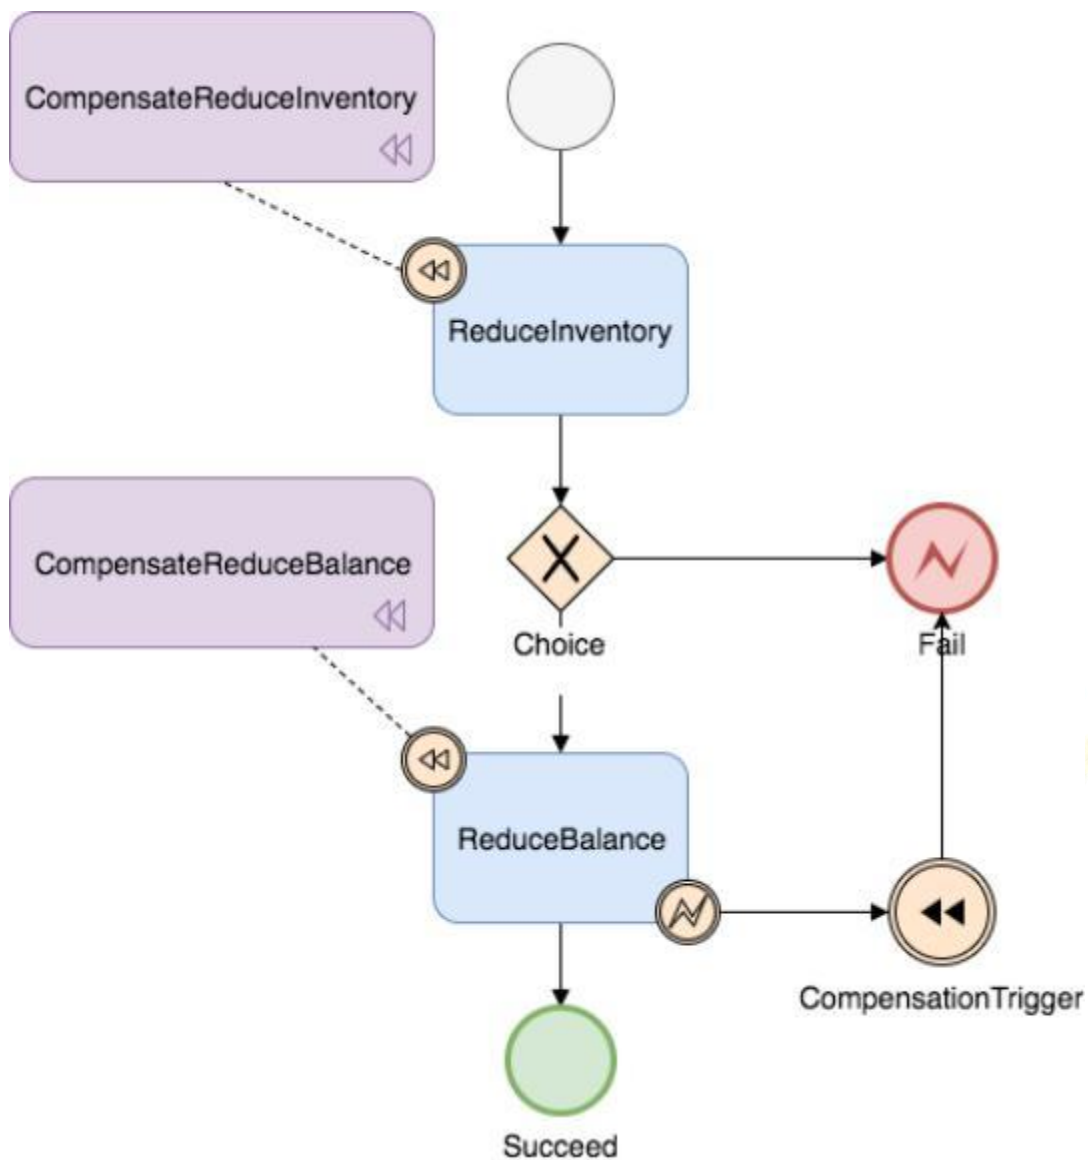 CompensateReduceInventory
ReduceInventory
CompensateReduceBalance
Choice
Fail
ReduceBalance
CompensationTrigger
Succeed